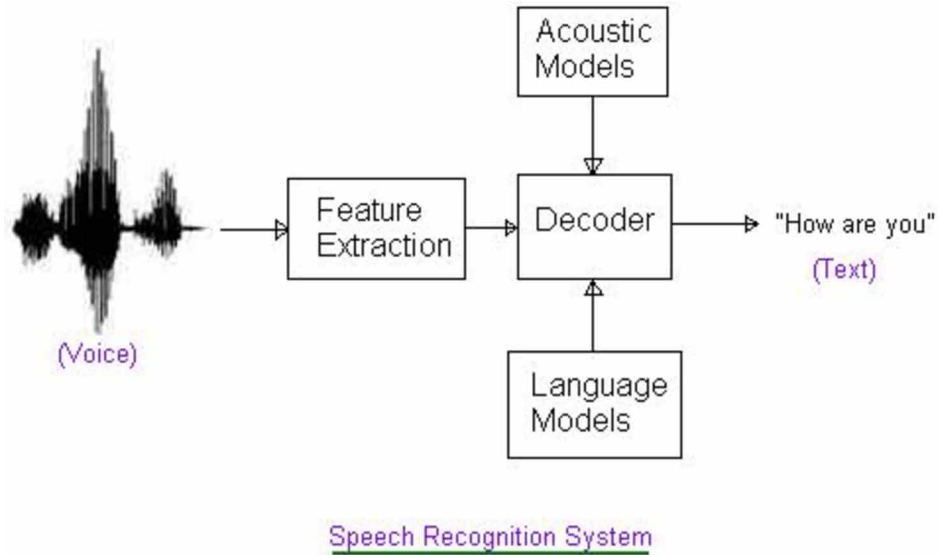 Acoustic
Models
Feature
Extraction
Decoder
"How are you"
(Text)
(Voice)
Language
Models
Speech Recognition System